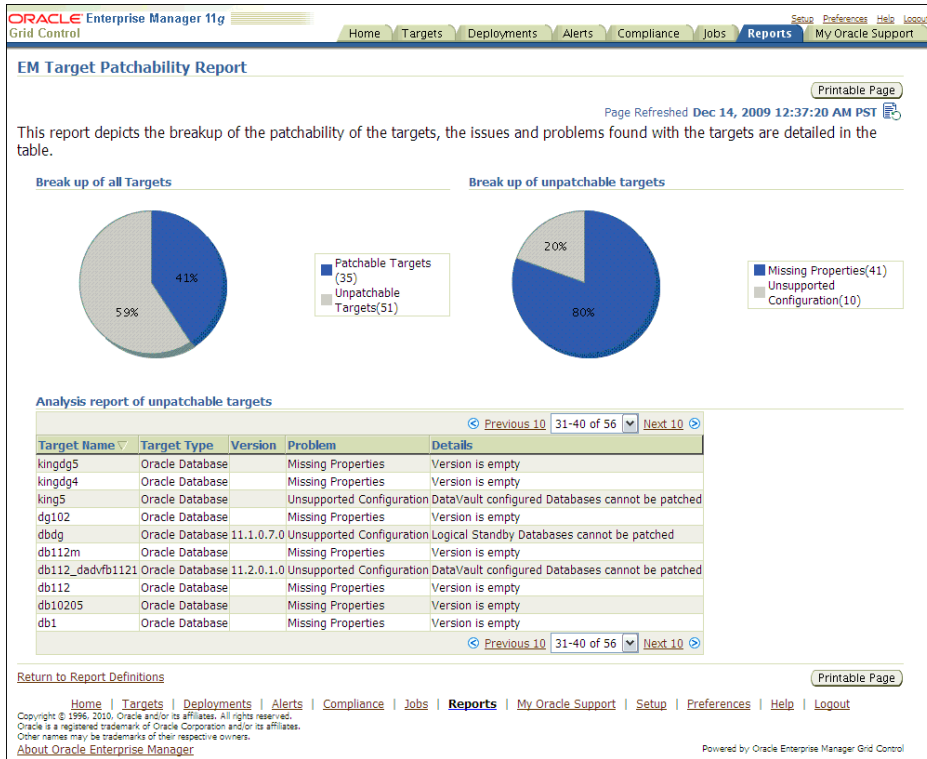 ORACLE Enterprise Manager 11g
Grid Control
Setup Preferences Help Logout
Home Targets Deployments Alerts Compliance Jobs Reports My Oracle Support
EM Target Patchability Report
Printable Page
Page Refreshed Dec 14, 2009 12:37:20 AM PST
This report depicts the breakup of the patchability of the targets, the issues and problems found with the targets are detailed in the
table.
Break up of all Targets
41%
59%
Patchable Targets
(35)
Unpatchable
Targets(51)
Break up of unpatchable targets
20%
80%
Missing Properties(41)
Unsupported
Configuration(10)
Analysis report of unpatchable targets
Previous 10 31-40 of 56 Next 10
Target Name Target Type Version Problem Details
kingdg5 Oracle Database Missing Properties Version is empty
kingdg4 Oracle Database Missing Properties Version is empty
king5 Oracle Database Unsupported Configuration DataVault configured Databases cannot be patched
dg102 Oracle Database Missing Properties Version is empty
dbdg Oracle Database 11.1.0.7.0 Unsupported Configuration Logical Standby Databases cannot be patched
db112m Oracle Database Missing Properties Version is empty
db112_dadvfb1121 Oracle Database 11.2.0.1.0 Unsupported Configuration DataVault configured Databases cannot be patched
db112 Oracle Database Missing Properties Version is empty
db10205 Oracle Database Missing Properties Version is empty
db1 Oracle Database Missing Properties Version is empty
Previous 10 31-40 of 56 Next 10
Return to Report Definitions
Printable Page
Home | Targets | Deployments | Alerts | Compliance | Jobs | Reports | My Oracle Support | Setup | Preferences | Help | Logout
Copyright © 1996, 2010, Oracle and/or its affiliates. All rights reserved.
Oracle is a registered trademark of Oracle Corporation and/or its affiliates.
Other names may be trademarks of their respective owners.
About Oracle Enterprise Manager
Powered by Oracle Enterprise Manager Grid Control